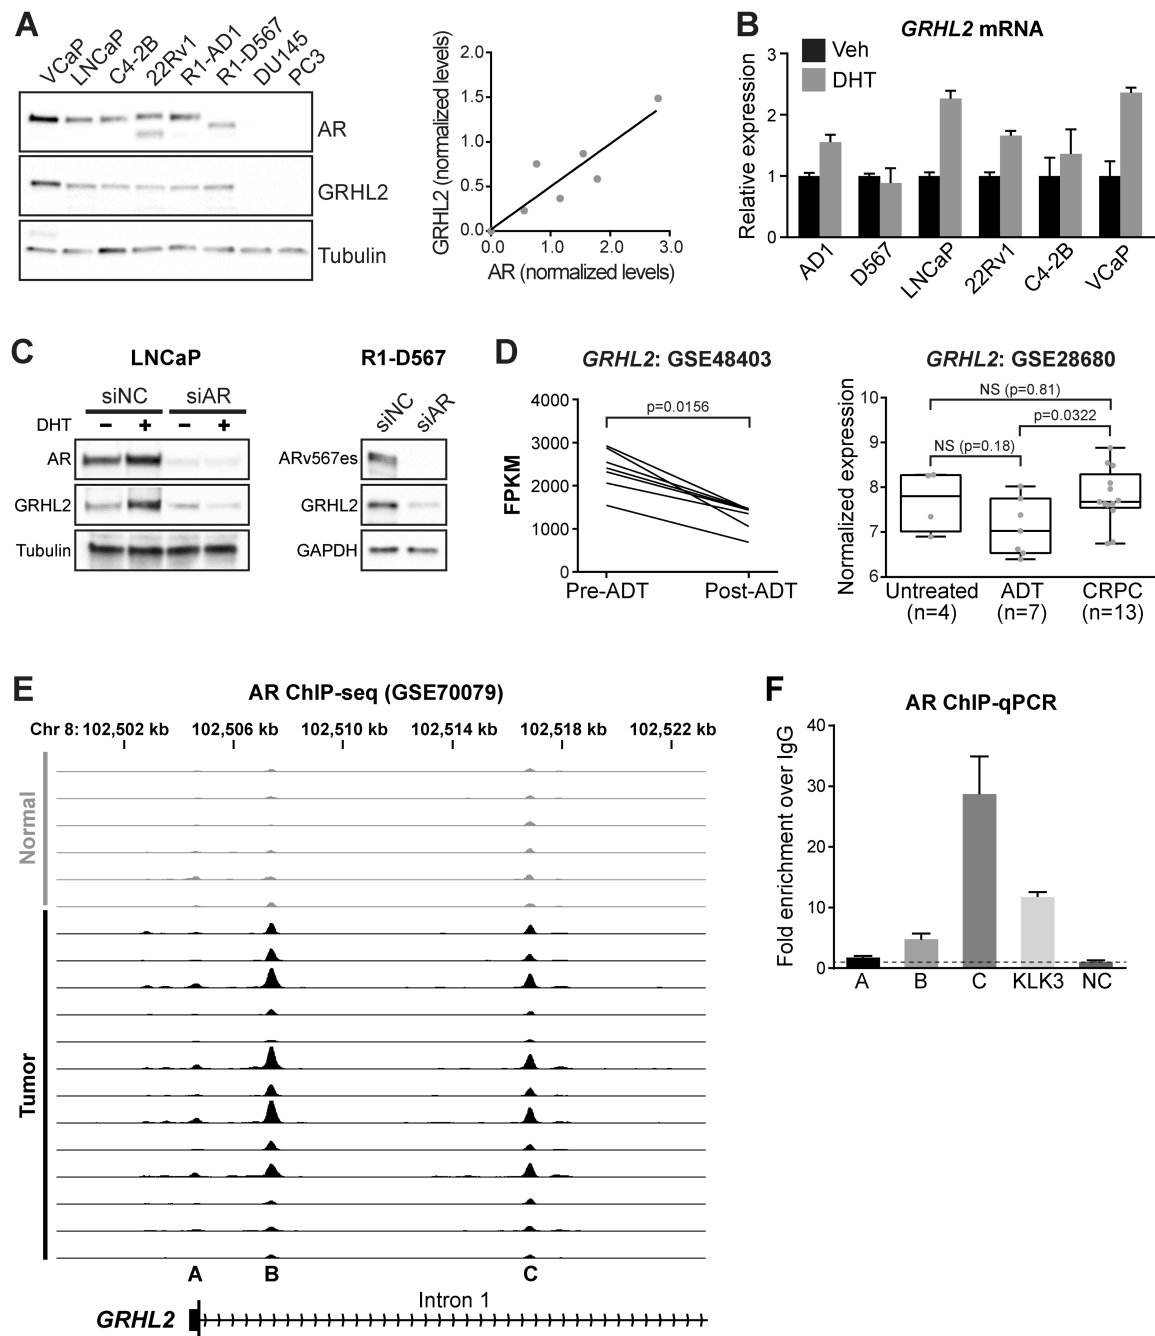 A
VCaP
LNCaP
C4-2B
22Rv1
R1-AD1
R1-D567
DU145
PC3
AR
GRHL2
Tubulin
GRHL2 (normalized levels)
2.0
1.5
1.0
0.5
0.0
0.0 1.0 2.0 3.0
AR (normalized levels)
B
GRHL2 mRNA
Veh
DHT
Relative expression
3
2
1
0
AD1
D567
LNCaP
22Rv1
C4-2B
VCaP
C
LNCaP
siNC siAR
DHT − + − +
AR
GRHL2
Tubulin
R1-D567
siNC
siAR
ARv567es
GRHL2
GAPDH
D
GRHL2: GSE48403
p=0.0156
FPKM
4000
3000
2000
1000
0
Pre-ADT Post-ADT
GRHL2: GSE28680
NS (p=0.81)
p=0.0322
NS (p=0.18)
Normalized expression
10
9
8
7
6
Untreated ADT CRPC
(n=4) (n=7) (n=13)
E
AR ChIP-seq (GSE70079)
Chr 8: 102,502 kb 102,506 kb 102,510 kb 102,514 kb 102,518 kb 102,522 kb
Normal
Tumor
A B C
Intron 1
GRHL2
F
AR ChIP-qPCR
Fold enrichment over IgG
40
30
20
10
0
A B C KLK3 NC